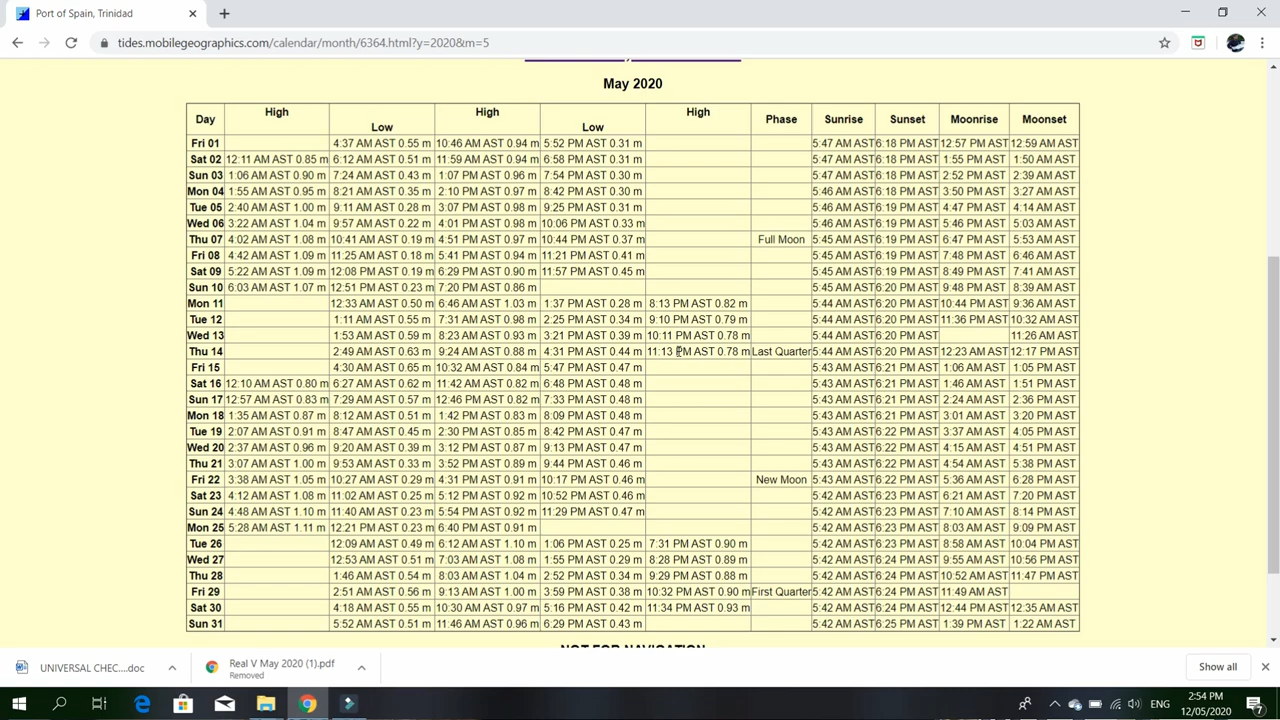 Port of Spain, Trinidad
tides.mobilegeographics.com/calendar/month/6364.html?y=2020&m=5
May 2020
Day High Low High Low High Phase Sunrise Sunset Moonrise Moonset
Fri 01 4:37 AM AST 0.55 m 10:46 AM AST 0.94 m 5:52 PM AST 0.31 m 5:47 AM AST 6:18 PM AST 12:57 PM AST 12:59 AM AST
Sat 02 12:11 AM AST 0.85 m 6:12 AM AST 0.51 m 11:59 AM AST 0.94 m 6:58 PM AST 0.31 m 5:47 AM AST 6:18 PM AST 1:55 PM AST 1:50 AM AST
Sun 03 1:06 AM AST 0.90 m 7:24 AM AST 0.43 m 1:07 PM AST 0.96 m 7:54 PM AST 0.30 m 5:47 AM AST 6:18 PM AST 2:52 PM AST 2:39 AM AST
Mon 04 1:55 AM AST 0.95 m 8:21 AM AST 0.35 m 2:10 PM AST 0.97 m 8:42 PM AST 0.30 m 5:46 AM AST 6:18 PM AST 3:50 PM AST 3:27 AM AST
Tue 05 2:40 AM AST 1.00 m 9:11 AM AST 0.28 m 3:07 PM AST 0.98 m 9:25 PM AST 0.31 m 5:46 AM AST 6:19 PM AST 4:47 PM AST 4:14 AM AST
Wed 06 3:22 AM AST 1.04 m 9:57 AM AST 0.22 m 4:01 PM AST 0.98 m 10:06 PM AST 0.33 m 5:46 AM AST 6:19 PM AST 5:46 PM AST 5:03 AM AST
Thu 07 4:02 AM AST 1.08 m 10:41 AM AST 0.19 m 4:51 PM AST 0.97 m 10:44 PM AST 0.37 m Full Moon 5:45 AM AST 6:19 PM AST 6:47 PM AST 5:53 AM AST
Fri 08 4:42 AM AST 1.09 m 11:25 AM AST 0.18 m 5:41 PM AST 0.94 m 11:21 PM AST 0.41 m 5:45 AM AST 6:19 PM AST 7:48 PM AST 6:46 AM AST
Sat 09 5:22 AM AST 1.09 m 12:08 PM AST 0.19 m 6:29 PM AST 0.90 m 11:57 PM AST 0.45 m 5:45 AM AST 6:19 PM AST 8:49 PM AST 7:41 AM AST
Sun 10 6:03 AM AST 1.07 m 12:51 PM AST 0.23 m 7:20 PM AST 0.86 m 5:45 AM AST 6:20 PM AST 9:48 PM AST 8:39 AM AST
Mon 11 12:33 AM AST 0.50 m 6:46 AM AST 1.03 m 1:37 PM AST 0.28 m 8:13 PM AST 0.82 m 5:44 AM AST 6:20 PM AST 10:44 PM AST 9:36 AM AST
Tue 12 1:11 AM AST 0.55 m 7:31 AM AST 0.98 m 2:25 PM AST 0.34 m 9:10 PM AST 0.79 m 5:44 AM AST 6:20 PM AST 11:36 PM AST 10:32 AM AST
Wed 13 1:53 AM AST 0.59 m 8:23 AM AST 0.93 m 3:21 PM AST 0.39 m 10:11 PM AST 0.78 m 5:44 AM AST 6:20 PM AST 11:26 AM AST
Thu 14 2:49 AM AST 0.63 m 9:24 AM AST 0.88 m 4:31 PM AST 0.44 m 11:13 PM AST 0.78 m Last Quarter 5:44 AM AST 6:20 PM AST 12:23 AM AST 12:17 PM AST
Fri 15 4:30 AM AST 0.65 m 10:32 AM AST 0.84 m 5:47 PM AST 0.47 m 5:43 AM AST 6:21 PM AST 1:06 AM AST 1:05 PM AST
Sat 16 12:10 AM AST 0.80 m 6:27 AM AST 0.62 m 11:42 AM AST 0.82 m 6:48 PM AST 0.48 m 5:43 AM AST 6:21 PM AST 1:46 AM AST 1:51 PM AST
Sun 17 12:57 AM AST 0.83 m 7:29 AM AST 0.57 m 12:46 PM AST 0.82 m 7:33 PM AST 0.48 m 5:43 AM AST 6:21 PM AST 2:24 AM AST 2:36 PM AST
Mon 18 1:35 AM AST 0.87 m 8:12 AM AST 0.51 m 1:42 PM AST 0.83 m 8:09 PM AST 0.48 m 5:43 AM AST 6:21 PM AST 3:01 AM AST 3:20 PM AST
Tue 19 2:07 AM AST 0.91 m 8:47 AM AST 0.45 m 2:30 PM AST 0.85 m 8:42 PM AST 0.47 m 5:43 AM AST 6:22 PM AST 3:37 AM AST 4:05 PM AST
Wed 20 2:37 AM AST 0.96 m 9:20 AM AST 0.39 m 3:12 PM AST 0.87 m 9:13 PM AST 0.47 m 5:43 AM AST 6:22 PM AST 4:15 AM AST 4:51 PM AST
Thu 21 3:07 AM AST 1.00 m 9:53 AM AST 0.33 m 3:52 PM AST 0.89 m 9:44 PM AST 0.46 m 5:43 AM AST 6:22 PM AST 4:54 AM AST 5:38 PM AST
Fri 22 3:38 AM AST 1.05 m 10:27 AM AST 0.29 m 4:31 PM AST 0.91 m 10:17 PM AST 0.46 m New Moon 5:43 AM AST 6:22 PM AST 5:36 AM AST 6:28 PM AST
Sat 23 4:12 AM AST 1.08 m 11:02 AM AST 0.25 m 5:12 PM AST 0.92 m 10:52 PM AST 0.46 m 5:42 AM AST 6:23 PM AST 6:21 AM AST 7:20 PM AST
Sun 24 4:48 AM AST 1.10 m 11:40 AM AST 0.23 m 5:54 PM AST 0.92 m 11:29 PM AST 0.47 m 5:42 AM AST 6:23 PM AST 7:10 AM AST 8:14 PM AST
Mon 25 5:28 AM AST 1.11 m 12:21 PM AST 0.23 m 6:40 PM AST 0.91 m 5:42 AM AST 6:23 PM AST 8:03 AM AST 9:09 PM AST
Tue 26 12:09 AM AST 0.49 m 6:12 AM AST 1.10 m 1:06 PM AST 0.25 m 7:31 PM AST 0.90 m 5:42 AM AST 6:23 PM AST 8:58 AM AST 10:04 PM AST
Wed 27 12:53 AM AST 0.51 m 7:03 AM AST 1.08 m 1:55 PM AST 0.29 m 8:28 PM AST 0.89 m 5:42 AM AST 6:24 PM AST 9:55 AM AST 10:56 PM AST
Thu 28 1:46 AM AST 0.54 m 8:03 AM AST 1.04 m 2:52 PM AST 0.34 m 9:29 PM AST 0.88 m 5:42 AM AST 6:24 PM AST 10:52 AM AST 11:47 PM AST
Fri 29 2:51 AM AST 0.56 m 9:13 AM AST 1.00 m 3:59 PM AST 0.38 m 10:32 PM AST 0.90 m First Quarter 5:42 AM AST 6:24 PM AST 11:49 AM AST
Sat 30 4:18 AM AST 0.55 m 10:30 AM AST 0.97 m 5:16 PM AST 0.42 m 11:34 PM AST 0.93 m 5:42 AM AST 6:24 PM AST 12:44 PM AST 12:35 AM AST
Sun 31 5:52 AM AST 0.51 m 11:46 AM AST 0.96 m 6:29 PM AST 0.43 m 5:42 AM AST 6:25 PM AST 1:39 PM AST 1:22 AM AST
NOT FOR NAVIGATION
UNIVERSAL CHEC....doc
Real V May 2020 (1).pdf
Removed
Show all
ENG
2:54 PM
12/05/2020
7